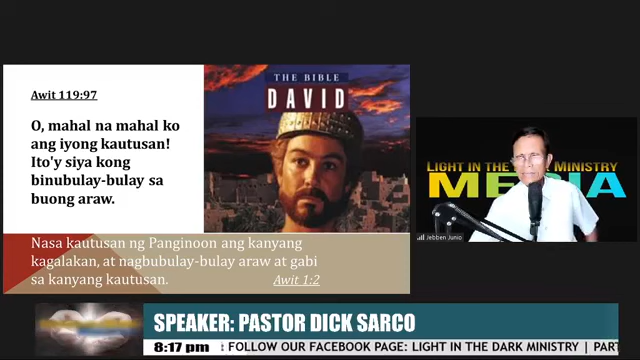 Awit 119:97
O, mahal na mahal ko
ang iyong kautusan!
Ito'y siya kong
binubulay-bulay sa
buong araw.
THE BIBLE
DAVID
Nasa kautusan ng Panginoon ang kanyang
kagalakan, at nagbubulay-bulay araw at gabi
sa kanyang kautusan. Awit 1:2
LIGHT IN THE MINISTRY
MEDIA
Jebben Junio
SPEAKER: PASTOR DICK SARCO
8:17 pm : FOLLOW OUR FACEBOOK PAGE: LIGHT IN THE DARK MINISTRY |